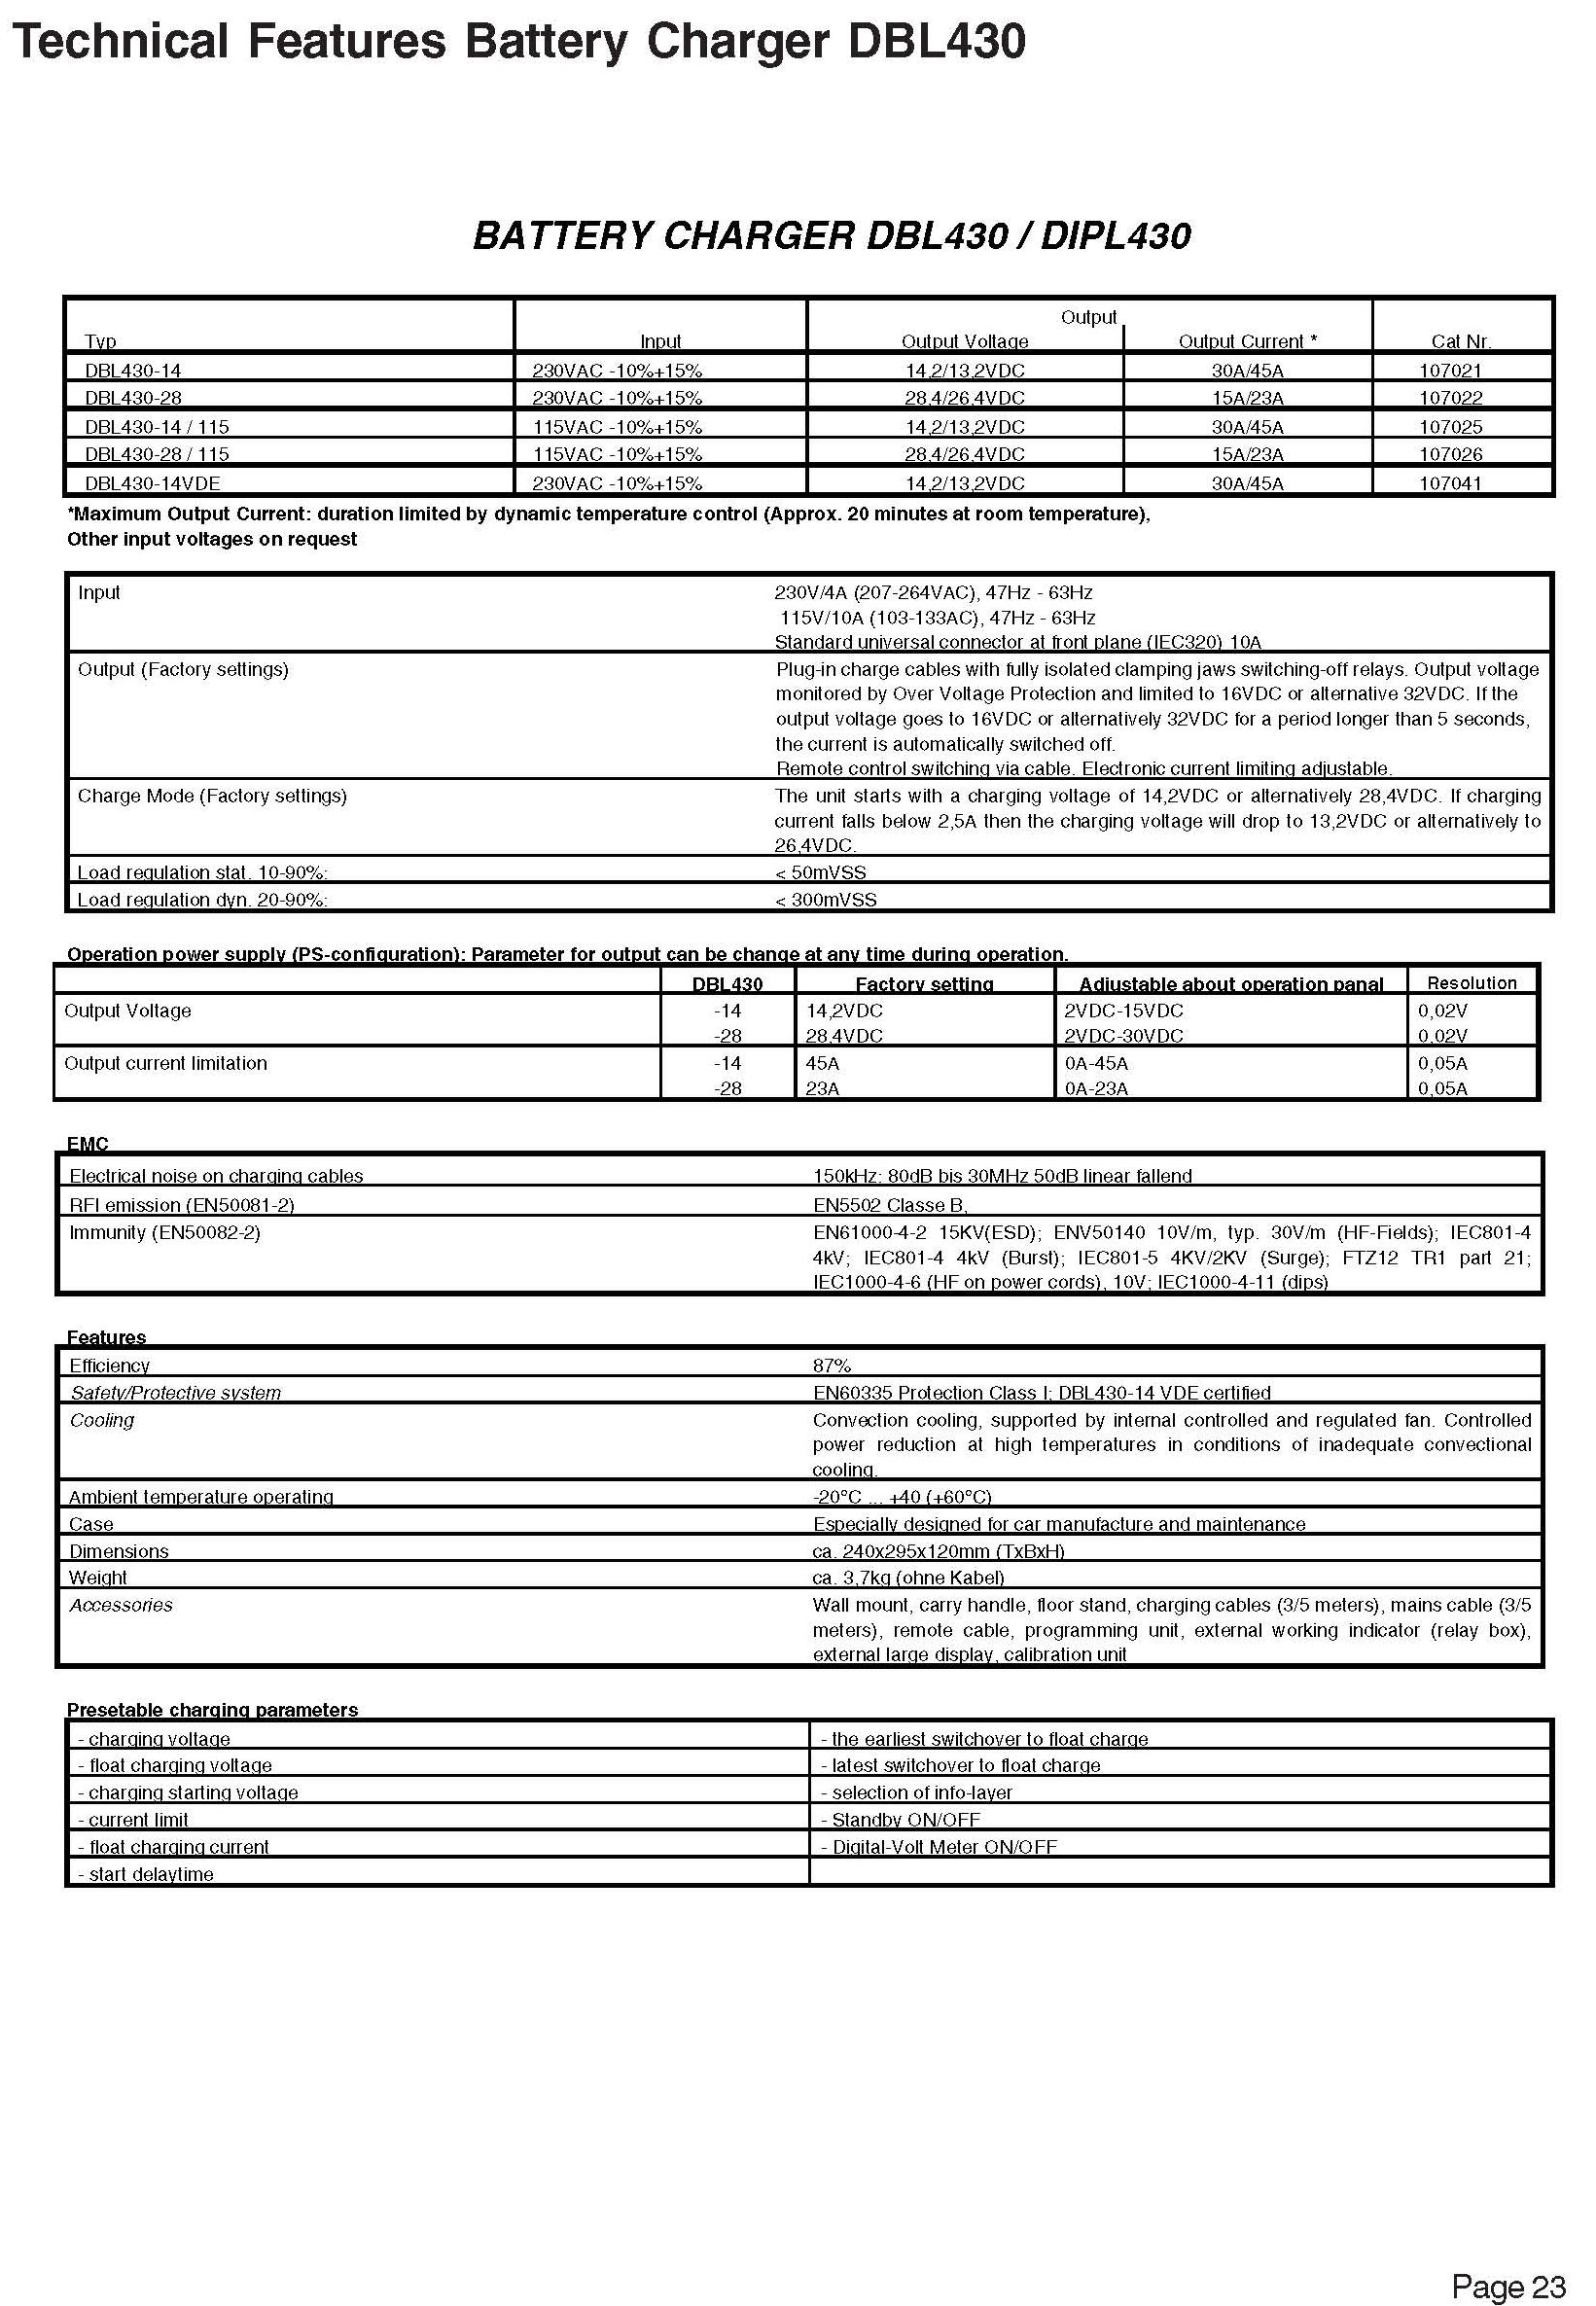 Technical Features Battery Charger DBL430
BATTERY CHARGER DBL430 / DIPL430
Output
Typ Input Output Voltage Output Current * Cat Nr.
DBL430-14 230VAC -10%+15% 14,2/13,2VDC 30A/45A 107021
DBL430-28 230VAC -10%+15% 28,4/26,4VDC 15A/23A 107022
DBL430-14 / 115 115VAC -10%+15% 14,2/13,2VDC 30A/45A 107025
DBL430-28 / 115 115VAC -10%+15% 28,4/26,4VDC 15A/23A 107026
DBL430-14VDE 230VAC -10%+15% 14,2/13,2VDC 30A/45A 107041
*Maximum Output Current: duration limited by dynamic temperature control (Approx. 20 minutes at room temperature),
Other input voltages on request
Input 230V/4A (207-264VAC), 47Hz - 63Hz
115V/10A (103-133AC), 47Hz - 63Hz
Standard universal connector at front plane (IEC320) 10A
Output (Factory settings) Plug-in charge cables with fully isolated clamping jaws switching-off relays. Output voltage
monitored by Over Voltage Protection and limited to 16VDC or alternative 32VDC. If the
output voltage goes to 16VDC or alternatively 32VDC for a period longer than 5 seconds,
the current is automatically switched off.
Remote control switching via cable. Electronic current limiting adjustable.
Charge Mode (Factory settings) The unit starts with a charging voltage of 14,2VDC or alternatively 28,4VDC. If charging
current falls below 2,5A then the charging voltage will drop to 13,2VDC or alternatively to
26,4VDC.
Load regulation stat. 10-90%: < 50mVSS
Load regulation dyn. 20-90%: < 300mVSS
Operation power supply (PS-configuration): Parameter for output can be change at any time during operation.
DBL430 Factory setting Adjustable about operation panal Resolution
Output Voltage -14 14,2VDC 2VDC-15VDC 0,02V
-28 28,4VDC 2VDC-30VDC 0,02V
Output current limitation -14 45A 0A-45A 0,05A
-28 23A 0A-23A 0,05A
EMC
Electrical noise on charging cables 150kHz: 80dB bis 30MHz 50dB linear fallend
RFI emission (EN50081-2) EN5502 Classe B,
Immunity (EN50082-2) EN61000-4-2 15KV(ESD); ENV50140 10V/m, typ. 30V/m (HF-Fields); IEC801-4
4kV; IEC801-4 4kV (Burst); IEC801-5 4KV/2KV (Surge); FTZ12 TR1 part 21;
IEC1000-4-6 (HF on power cords), 10V; IEC1000-4-11 (dips)
Features
Efficiency 87%
Safety/Protective system EN60335 Protection Class I; DBL430-14 VDE certified
Cooling Convection cooling, supported by internal controlled and regulated fan. Controlled
power reduction at high temperatures in conditions of inadequate convectional
cooling.
Ambient temperature operating -20°C ... +40 (+60°C)
Case Especially designed for car manufacture and maintenance
Dimensions ca. 240x295x120mm (TxBxH)
Weight ca. 3,7kg (ohne Kabel)
Accessories Wall mount, carry handle, floor stand, charging cables (3/5 meters), mains cable (3/5
meters), remote cable, programming unit, external working indicator (relay box),
external large display, calibration unit
Presetable charging parameters
- charging voltage - the earliest switchover to float charge
- float charging voltage - latest switchover to float charge
- charging starting voltage - selection of info-layer
- current limit - Standby ON/OFF
- float charging current - Digital-Volt Meter ON/OFF
- start delaytime
Page 23